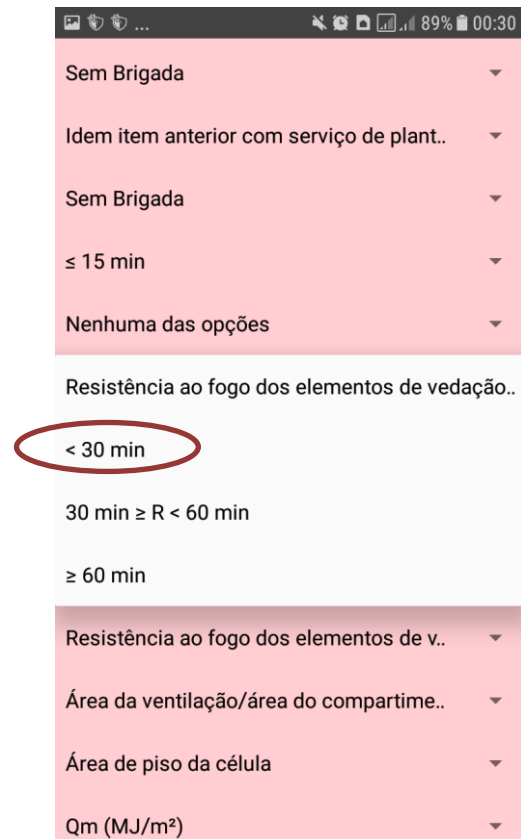 ... 89% 00:30
Sem Brigada
Idem item anterior com serviço de plant..
Sem Brigada
≤ 15 min
Nenhuma das opções
Resistência ao fogo dos elementos de vedação..
< 30 min
30 min ≥ R < 60 min
≥ 60 min
Resistência ao fogo dos elementos de v..
Área da ventilação/área do compartime..
Área de piso da célula
Qm (MJ/m²)